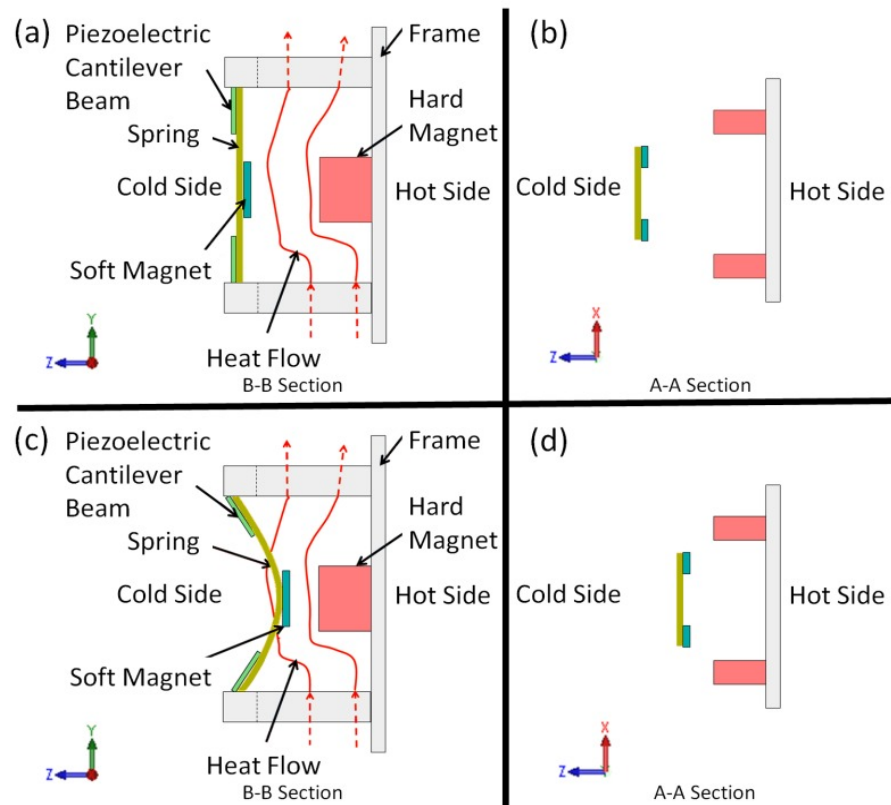 (a)
Piezoelectric
Cantilever
Beam
Frame
Hard
Magnet
Spring
Cold Side
Hot Side
Soft Magnet
Y
Z
Heat Flow
B-B Section
(b)
Cold Side
Hot Side
X
Z
Y
A-A Section
(c)
Piezoelectric
Cantilever
Beam
Frame
Hard
Magnet
Spring
Cold Side
Hot Side
Soft Magnet
Y
Z
Heat Flow
B-B Section
(d)
Cold Side
Hot Side
X
Z
Y
A-A Section